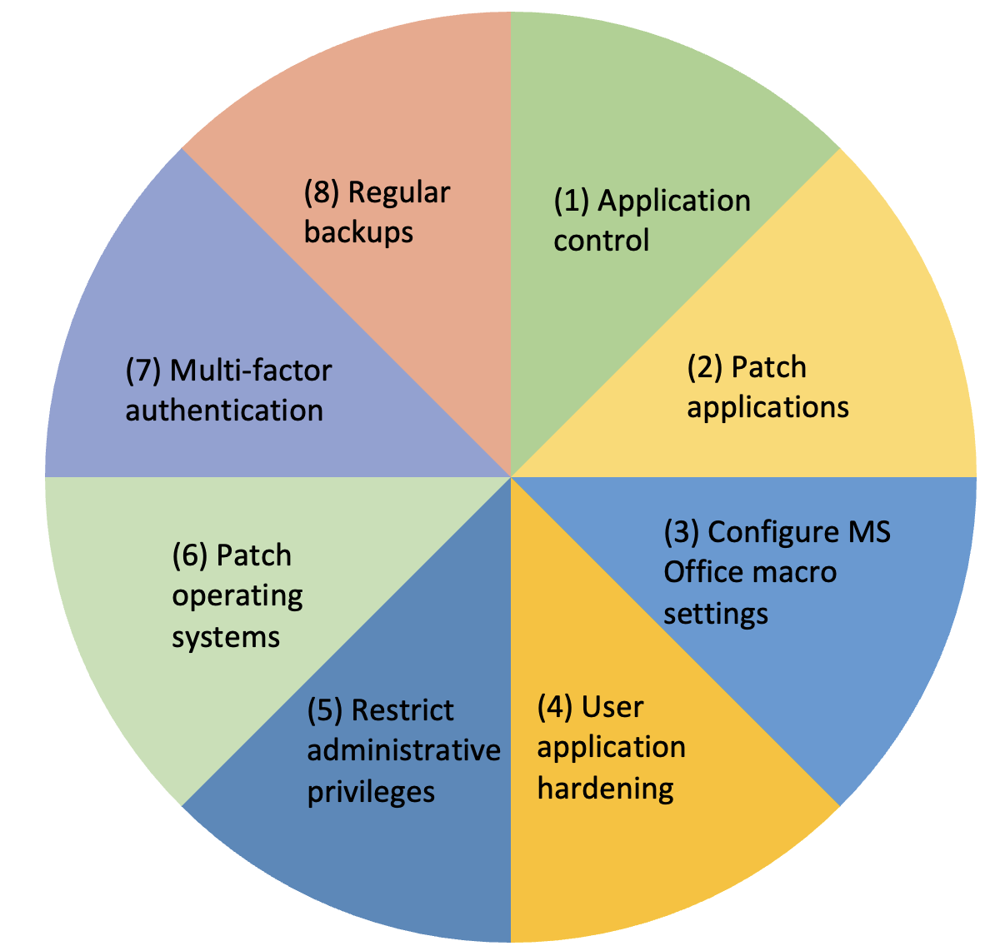 (1) Application
control
(2) Patch
applications
(3) Configure MS
Office macro
settings
(4) User
application
hardening
(5) Restrict
administrative
privileges
(6) Patch
operating
systems
(7) Multi-factor
authentication
(8) Regular
backups